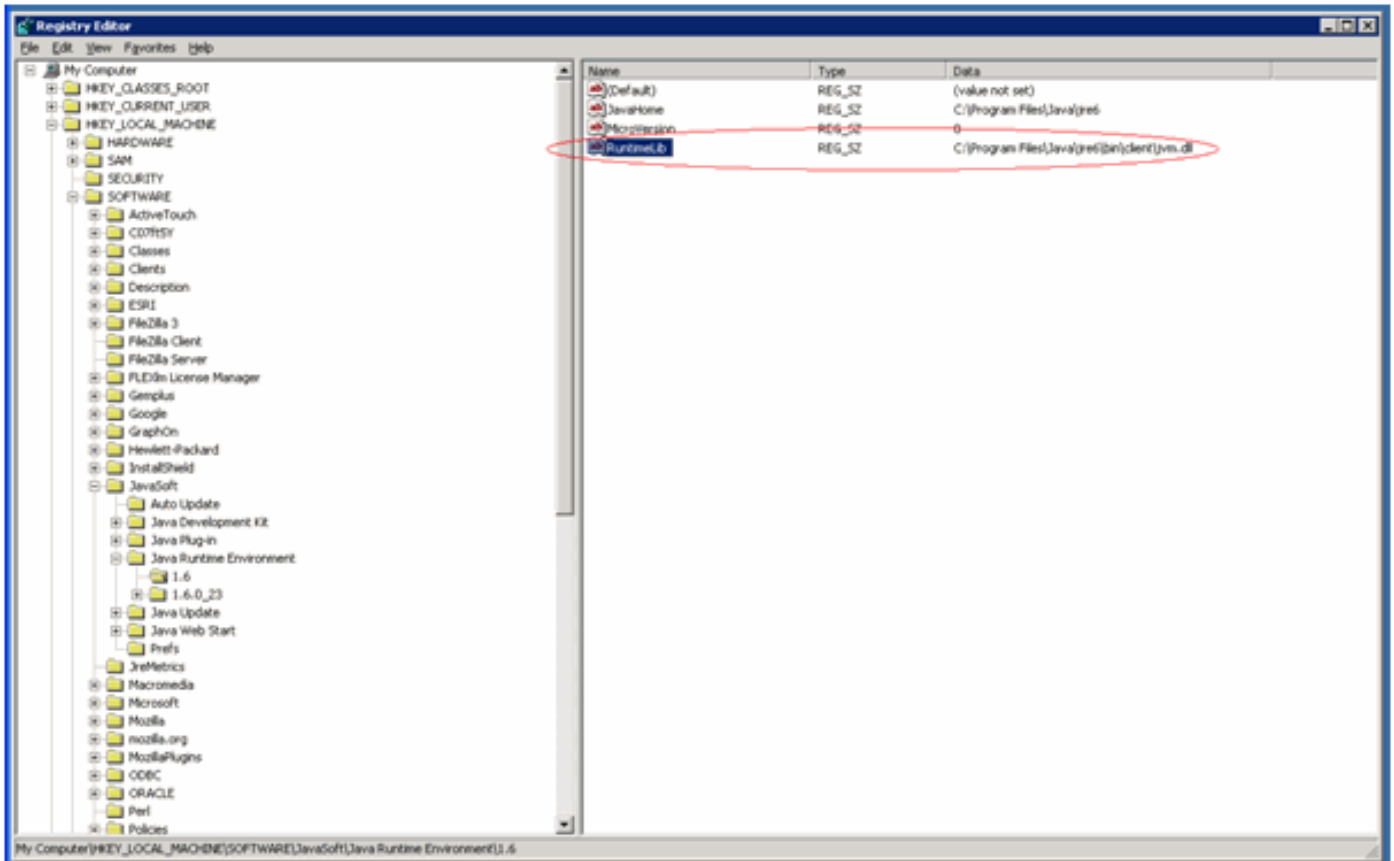 Registry Editor
File Edit View Favorites Help
My Computer
HKEY_CLASSES_ROOT
HKEY_CURRENT_USER
HKEY_LOCAL_MACHINE
HARDWARE
SAM
SECURITY
SOFTWARE
ActiveTouch
C07ftSY
Classes
Clients
Description
ESRI
FileZilla 3
FileZilla Client
FileZilla Server
FLEXlm License Manager
Gemplus
Google
GraphOn
Hewlett-Packard
InstallShield
JavaSoft
Auto Update
Java Development Kit
Java Plug-in
Java Runtime Environment
1.6
1.6.0_23
Java Update
Java Web Start
Prefs
JreMetrics
Macromedia
Microsoft
Mozilla
mozilla.org
MozillaPlugins
ODBC
ORACLE
Perl
Policies
Name Type Data
(Default) REG_SZ (value not set)
JavaHome REG_SZ C:\Program Files\Java\jre6
MicroVersion REG_SZ 0
RuntimeLib REG_SZ C:\Program Files\Java\jre6\bin\client\jvm.dll
My Computer\HKEY_LOCAL_MACHINE\SOFTWARE\JavaSoft\Java Runtime Environment\1.6